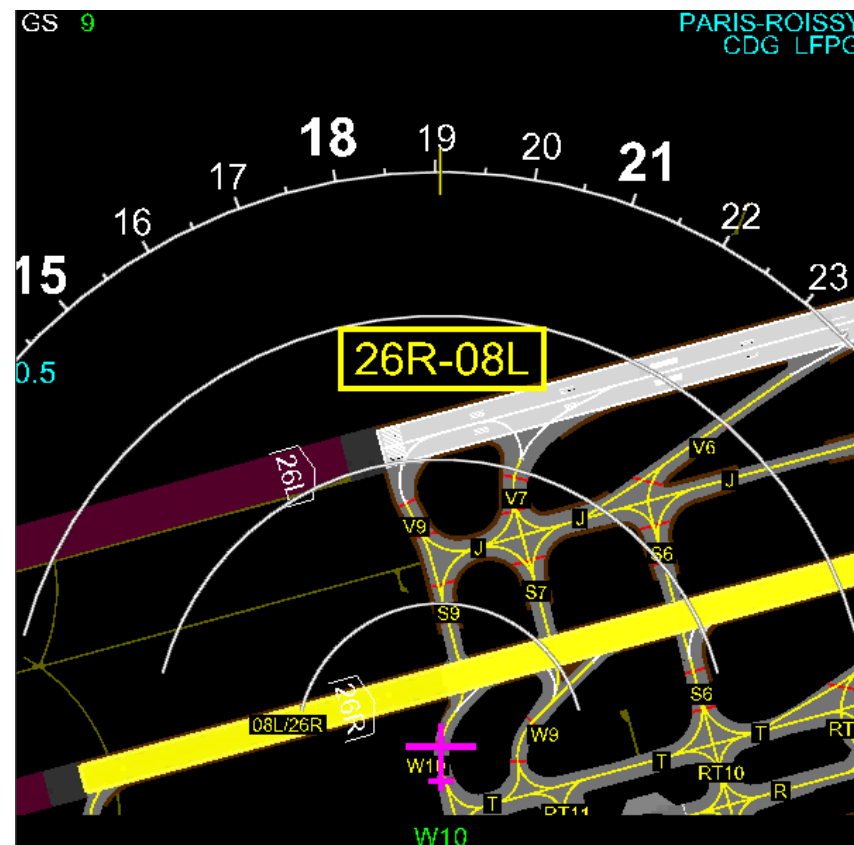 GS 9
PARIS-ROISSY
CDG LFPG
15
16
17
18
19
20
21
22
23
0.5
26R-08L
26L
V6
V7
J
V9
J
J
S6
S7
S9
26R
08L/26R
S6
W9
W10
T
T
T
RT10
RT11
R
W10